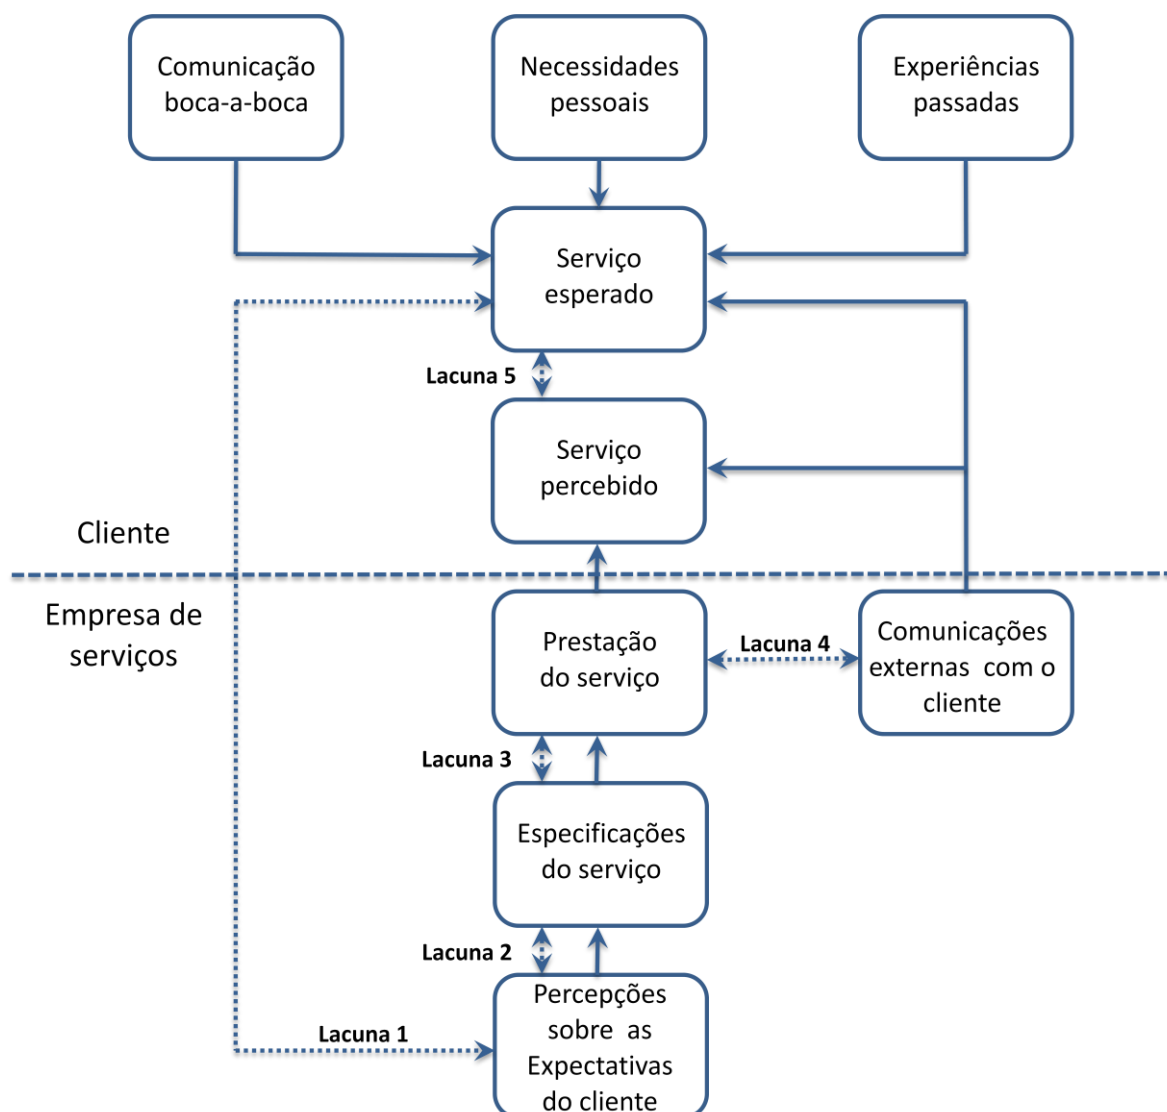 Comunicação
boca-a-boca
Necessidades
pessoais
Experiências
passadas
Serviço
esperado
Lacuna 5
Serviço
percebido
Cliente
Empresa de
serviços
Prestação
do serviço
Lacuna 4
Comunicações
externas com o
cliente
Lacuna 3
Especificações
do serviço
Lacuna 2
Percepções
sobre as
Expectativas
do cliente
Lacuna 1